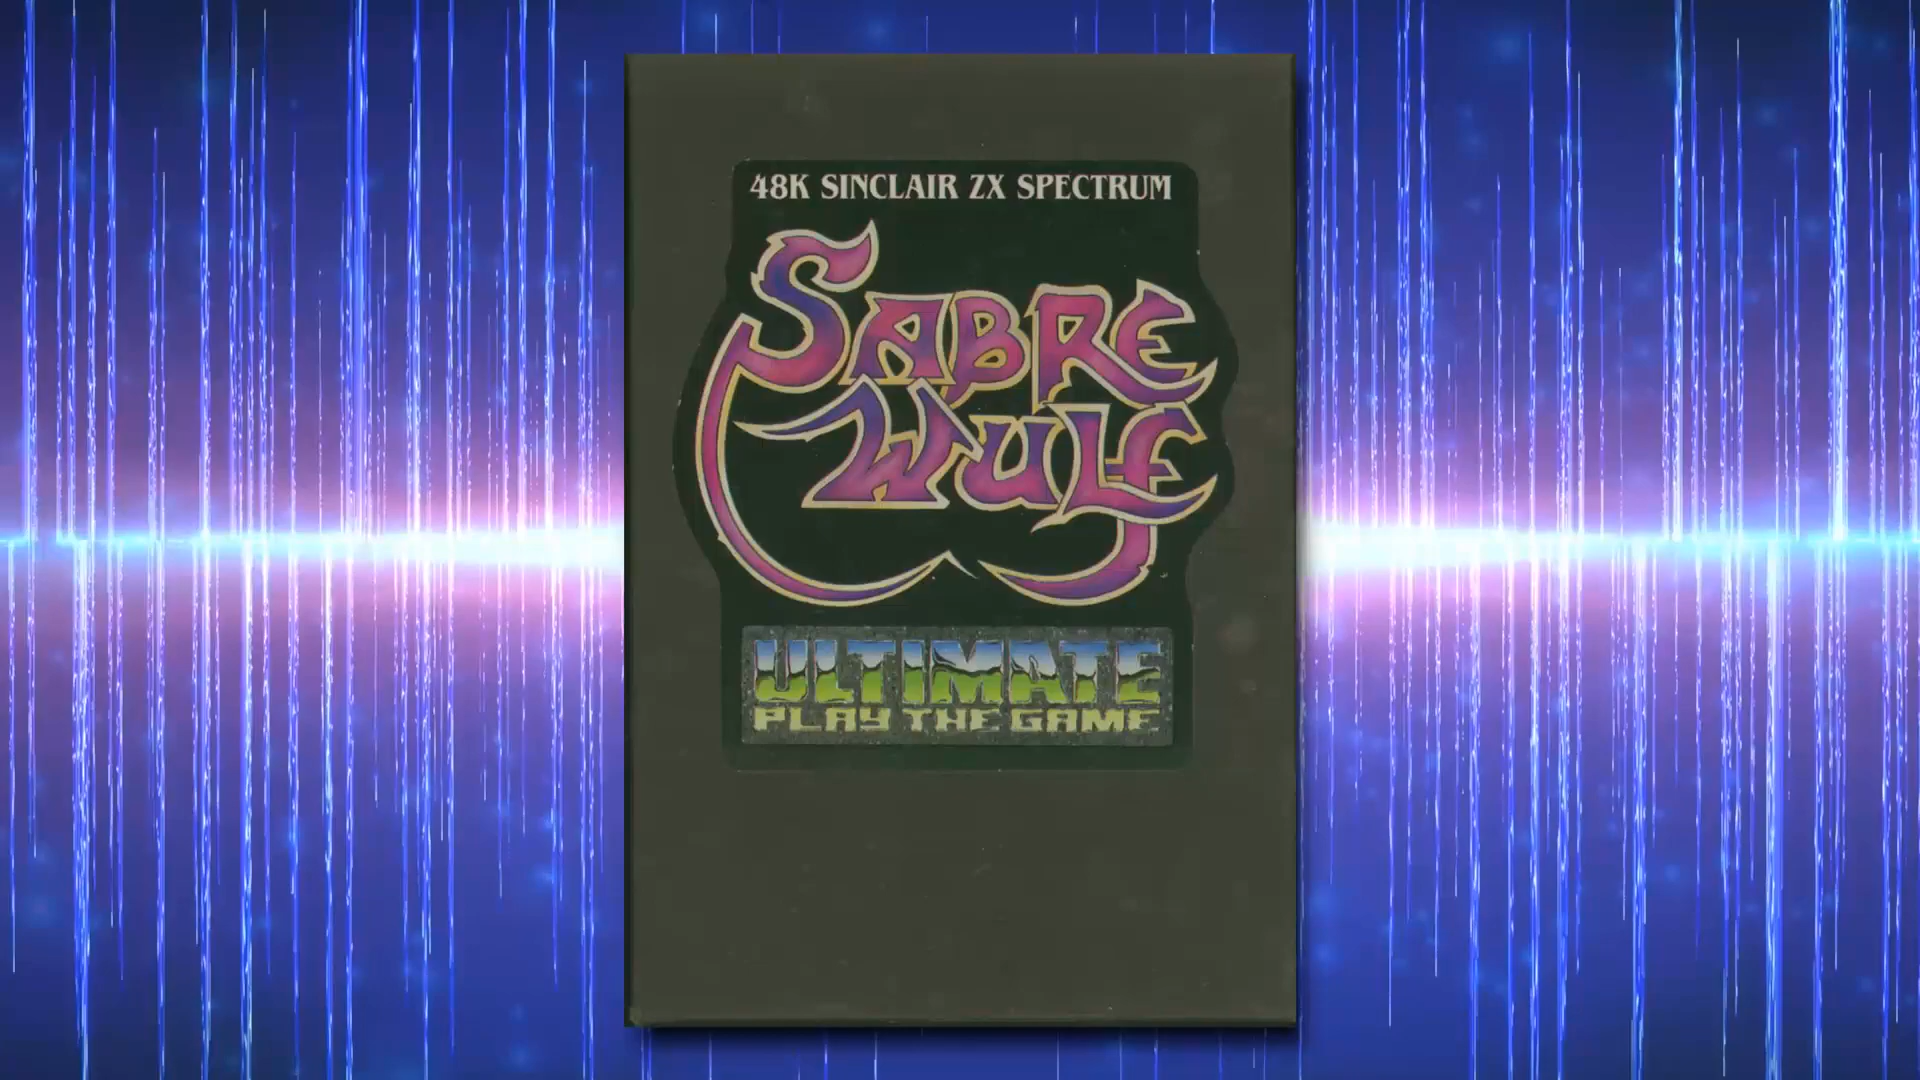 48K SINCLAIR ZX SPECTRUM
SABRE
WULF
ULTIMATE
PLAY THE GAME